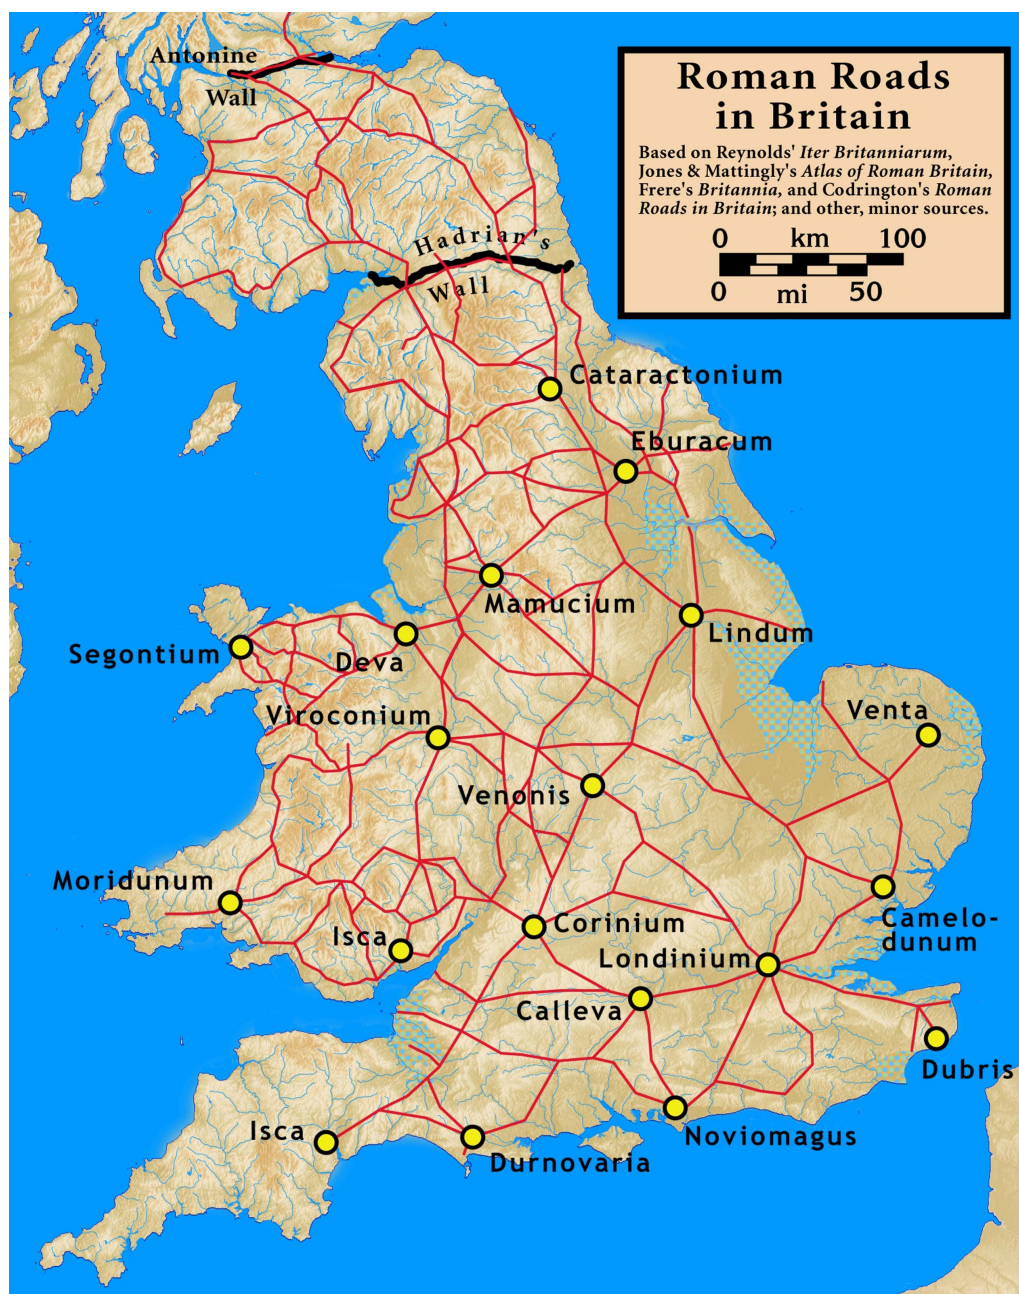 Antonine
Wall
Roman Roads
in Britain
Based on Reynolds' Iter Britanniarum,
Jones & Mattingly's Atlas of Roman Britain,
Frere's Britannia, and Codrington's Roman
Roads in Britain; and other, minor sources.
0 km 100
0 mi 50
Hadrian's
Wall
Cataractonium
Eburacum
Mamucium
Lindum
Segontium
Deva
Viroconium
Venta
Venonis
Moridunum
Isca
Corinium
Camelo-
dunum
Londinium
Calleva
Dubris
Isca
Noviomagus
Durnovaria